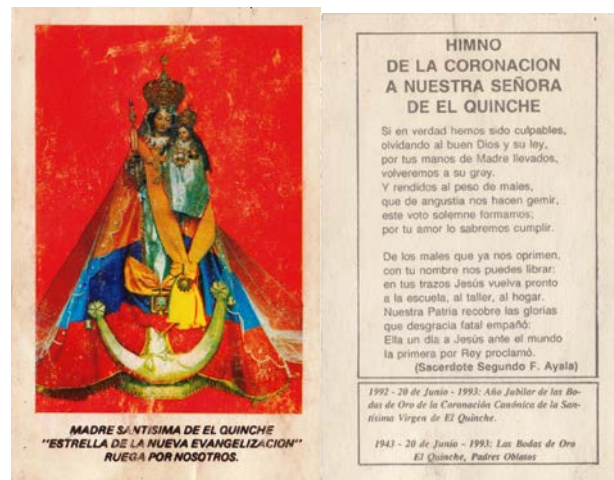 MADRE SANTISIMA DE EL QUINCHE
"ESTRELLA DE LA NUEVA EVANGELIZACION"
RUEGA POR NOSOTROS.
HIMNO
DE LA CORONACION
A NUESTRA SEÑORA
DE EL QUINCHE
Si en verdad hemos sido culpables,
olvidando al buen Dios y su ley,
por tus manos de Madre llevados,
volveremos a su grey.
Y rendidos al peso de males,
que de angustia nos hacen gemir,
este voto solemne formamos;
por tu amor lo sabremos cumplir.
De los males que ya nos oprimen,
con tu nombre nos puedes librar:
en tus trazos Jesús vuelva pronto
a la escuela, al taller, al hogar.
Nuestra Patria recobre las glorias
que desgracia fatal empañó:
Ella un día a Jesús ante el mundo
la primera por Rey proclamó.
(Sacerdote Segundo F. Ayala)
1992 - 20 de Junio - 1993: Año Jubilar de las Bo-
das de Oro de la Coronación Canónica de la San-
tísima Virgen de El Quinche.
1943 - 20 de Junio - 1993: Las Bodas de Oro
El Quinche, Padres Oblatos